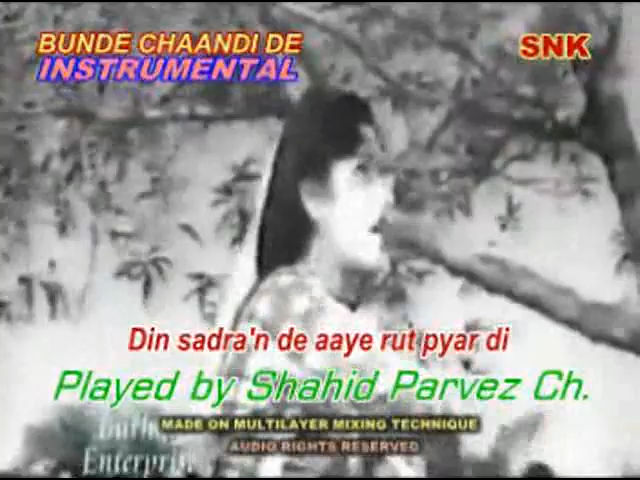 BUNDE CHAANDI DE
INSTRUMENTAL
SNK
Din sadra'n de aaye rut pyar di
Played by Shahid Parvez Ch.
MADE ON MULTILAYER MIXING TECHNIQUE
AUDIO RIGHTS RESERVED